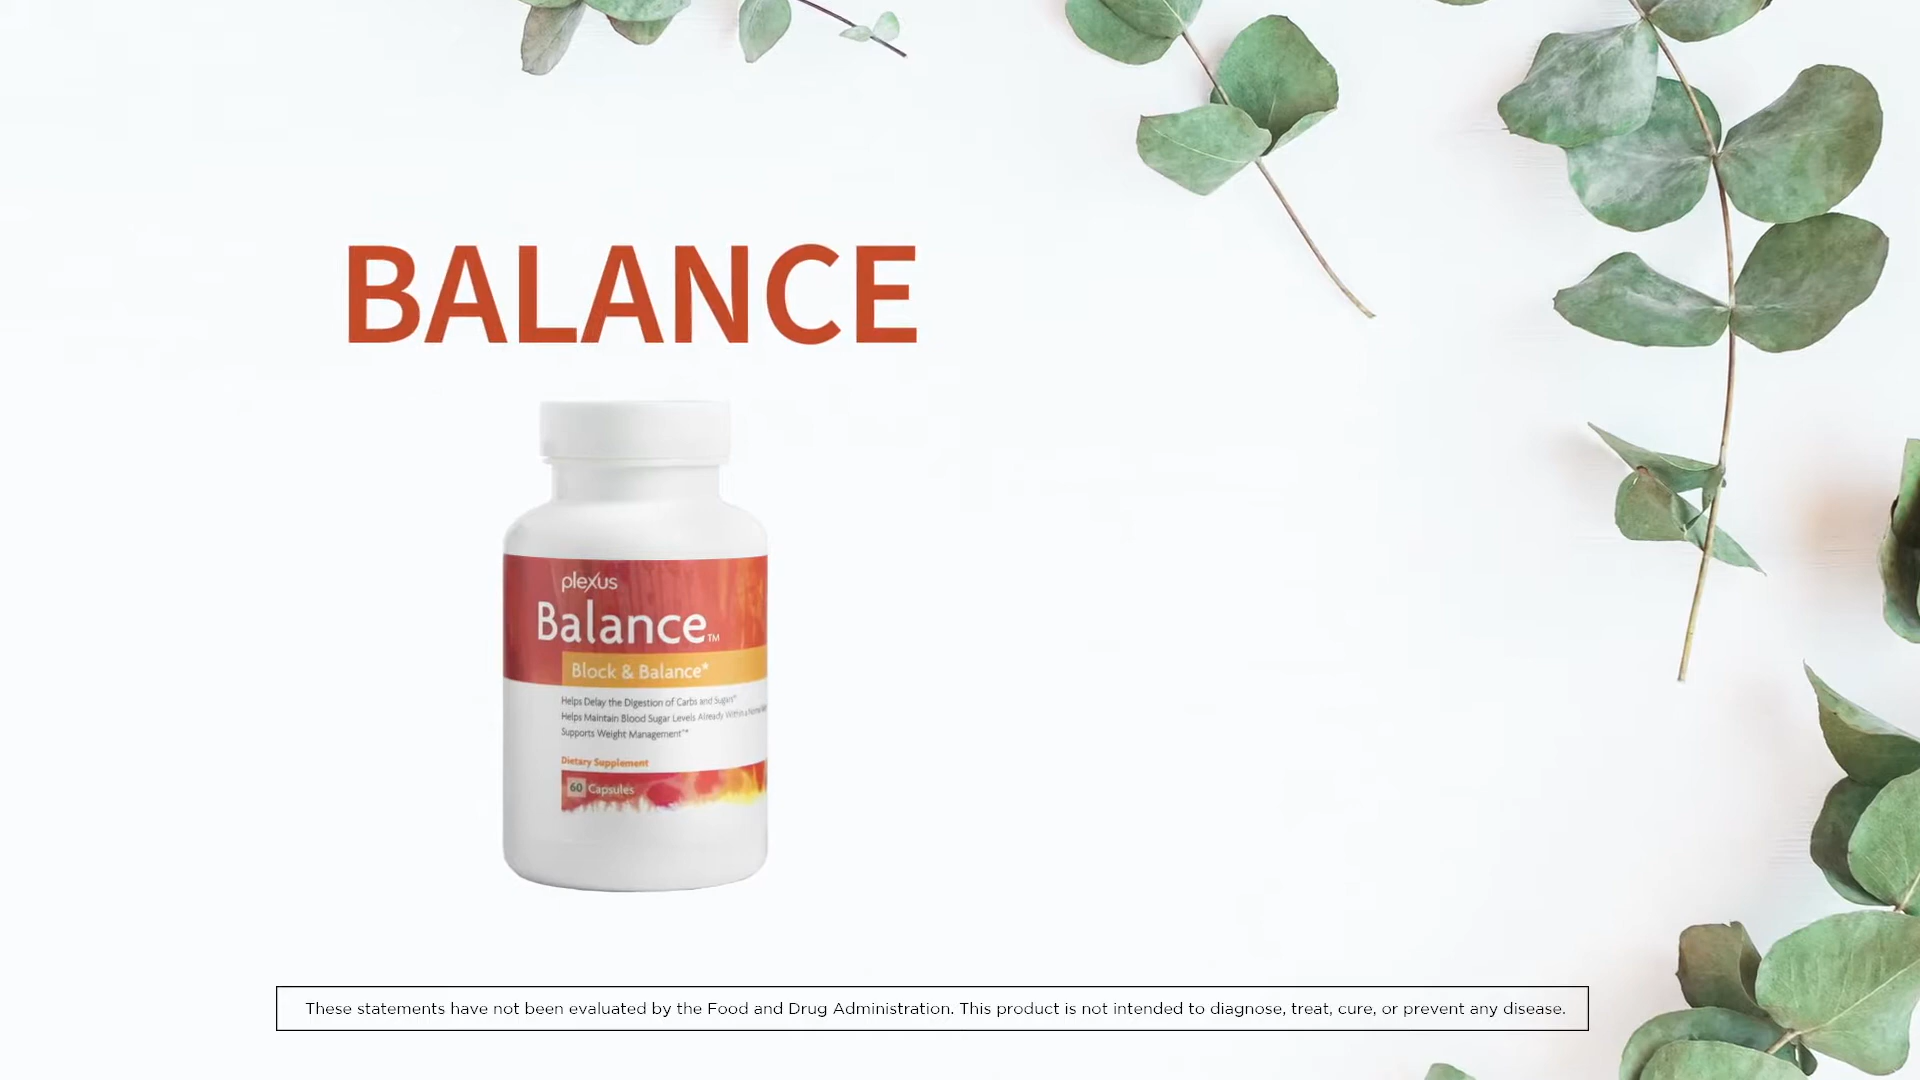 BALANCE
plexus
Balance™
Block & Balance*
Helps Delay the Digestion of Carbs and Sugars*
Helps Maintain Blood Sugar Levels Already Within a Normal
Supports Weight Management^*
Dietary Supplement
60 Capsules
These statements have not been evaluated by the Food and Drug Administration. This product is not intended to diagnose, treat, cure, or prevent any disease.